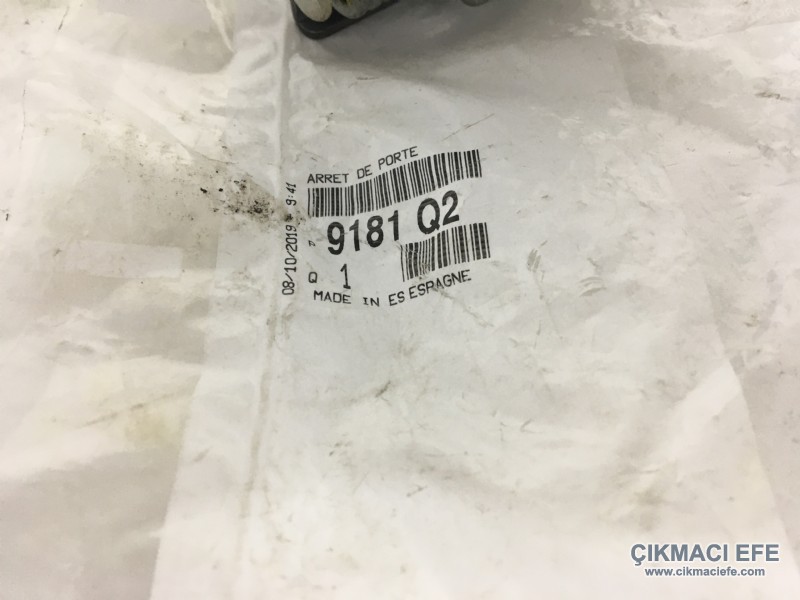 ARRET DE PORTE
08/10/2019 9:41
P 9181 Q2
Q 1
MADE IN ES ESPAGNE
ÇIKMACI EFE
www.cikmaciefe.com